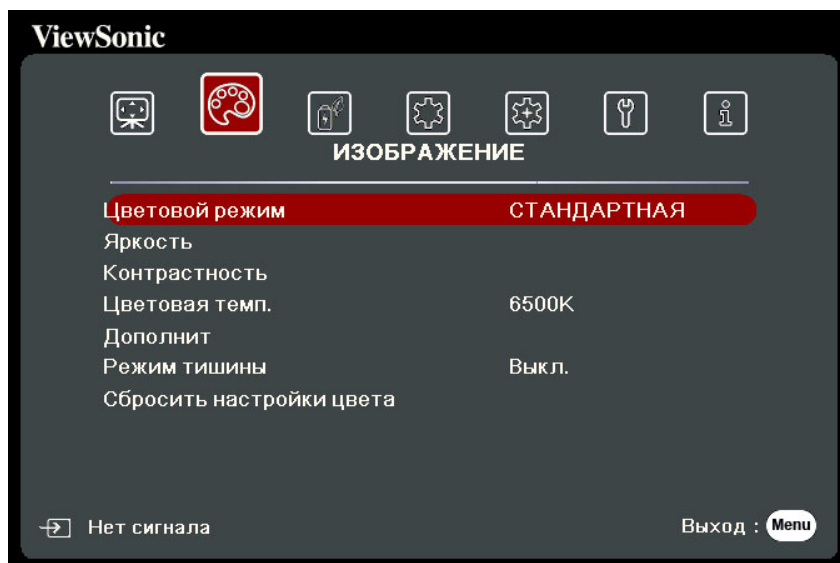 ViewSonic
ИЗОБРАЖЕНИЕ
Цветовой режим СТАНДАРТНАЯ
Яркость
Контрастность
Цветовая темп. 6500K
Дополнит
Режим тишины Выкл.
Сбросить настройки цвета
Нет сигнала Выход : Menu